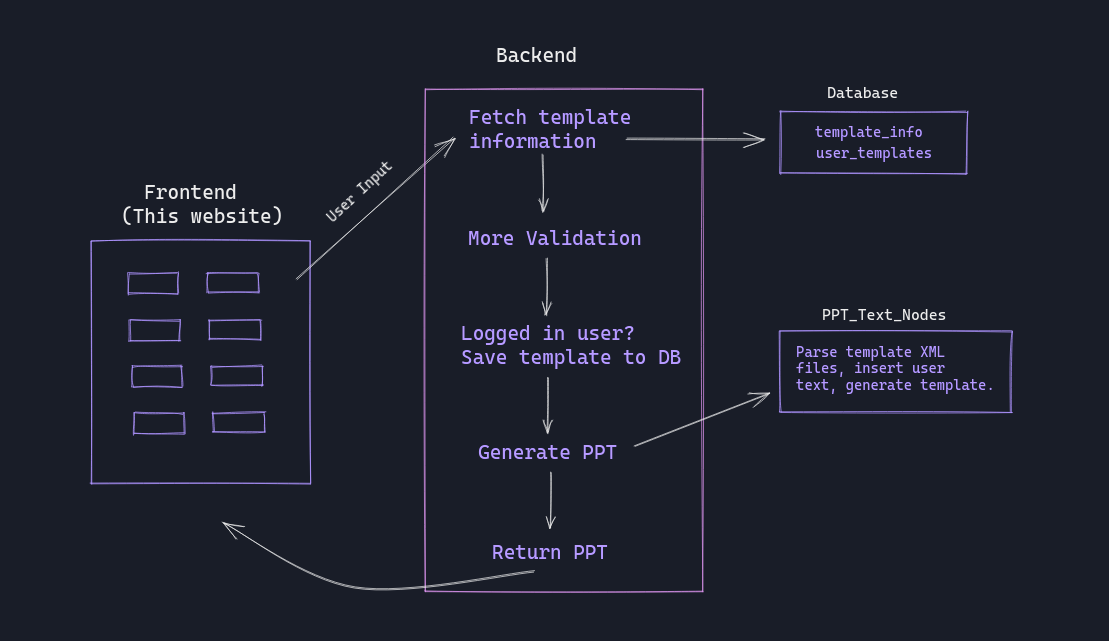 Backend
Database
Fetch template
information
template_info
user_templates
User Input
Frontend
(This website)
More Validation
PPT_Text_Nodes
Logged in user?
Save template to DB
Parse template XML
files, insert user
text, generate template.
Generate PPT
Return PPT